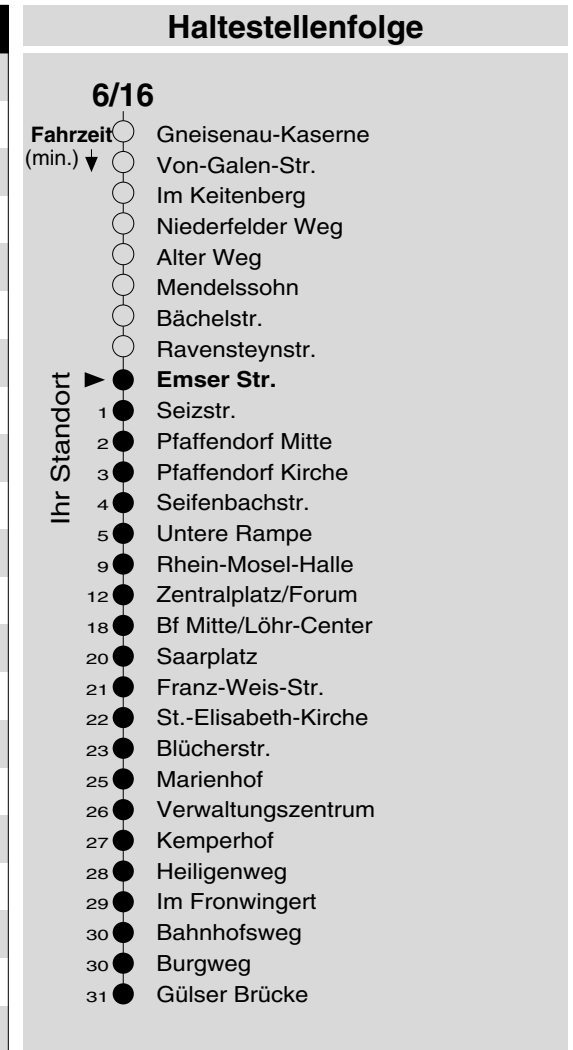 Haltestellenfolge
6/16
Fahrzeit Gneisenau-Kaserne
(min.) Von-Galen-Str.
Im Keitenberg
Niederfelder Weg
Alter Weg
Mendelssohn
Bächelstr.
Ravensteynstr.
Ihr Standort
Emser Str.
1 Seizstr.
2 Pfaffendorf Mitte
3 Pfaffendorf Kirche
4 Seifenbachstr.
5 Untere Rampe
9 Rhein-Mosel-Halle
12 Zentralplatz/Forum
18 Bf Mitte/Löhr-Center
20 Saarplatz
21 Franz-Weis-Str.
22 St.-Elisabeth-Kirche
23 Blücherstr.
25 Marienhof
26 Verwaltungszentrum
27 Kemperhof
28 Heiligenweg
29 Im Fronwingert
30 Bahnhofsweg
30 Burgweg
31 Gülser Brücke